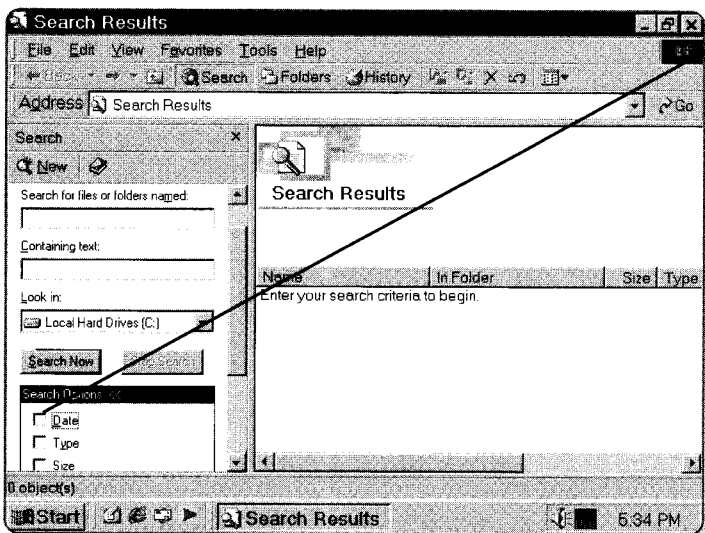 Search Results
File Edit View Favorites Tools Help
Back Search Folders History
Address Search Results Go
Search
New
Search for files or folders named:
Containing text:
Look in:
Local Hard Drives (C:)
Search Now Stop Search
Search Options <<
Date
Type
Size
Search Results
Name In Folder Size Type
Enter your search criteria to begin.
0 object(s)
Start Search Results 5:34 PM